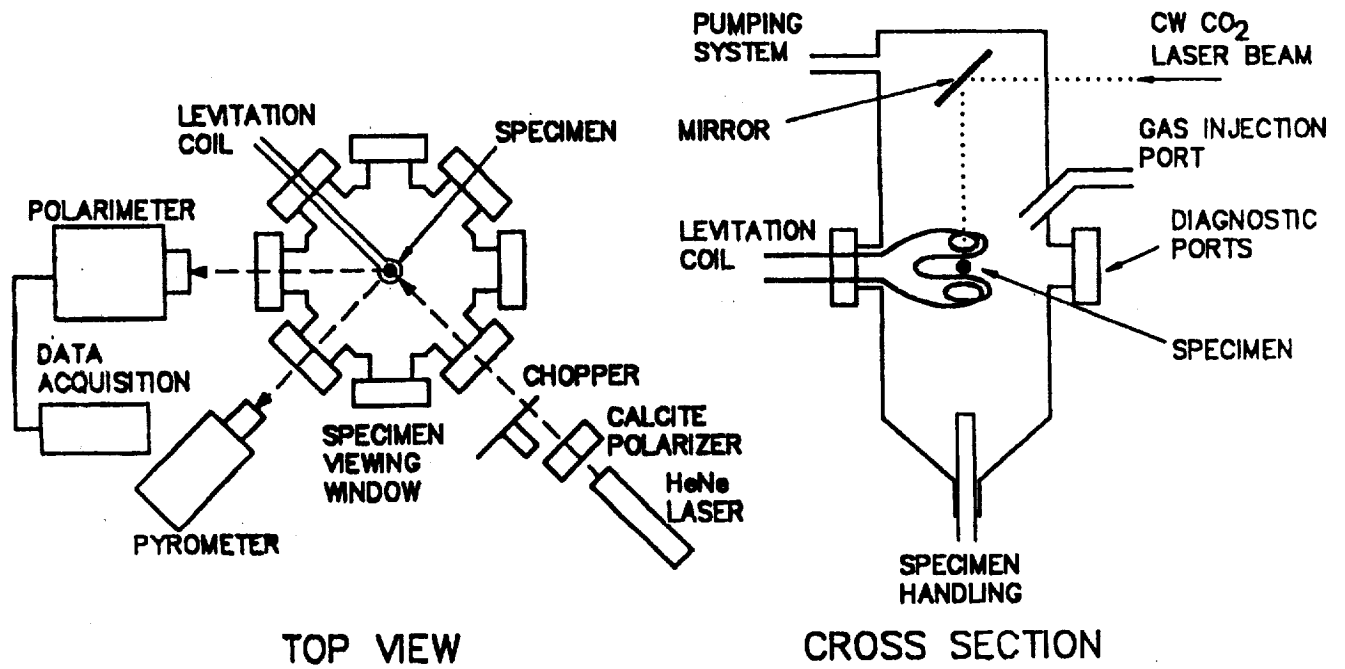 LEVITATION
COIL
SPECIMEN
POLARIMETER
DATA
ACQUISITION
PYROMETER
SPECIMEN
VIEWING
WINDOW
CHOPPER
CALCITE
POLARIZER
HeNe
LASER
TOP VIEW
PUMPING
SYSTEM
CW CO2
LASER BEAM
MIRROR
GAS INJECTION
PORT
LEVITATION
COIL
DIAGNOSTIC
PORTS
SPECIMEN
SPECIMEN
HANDLING
CROSS SECTION